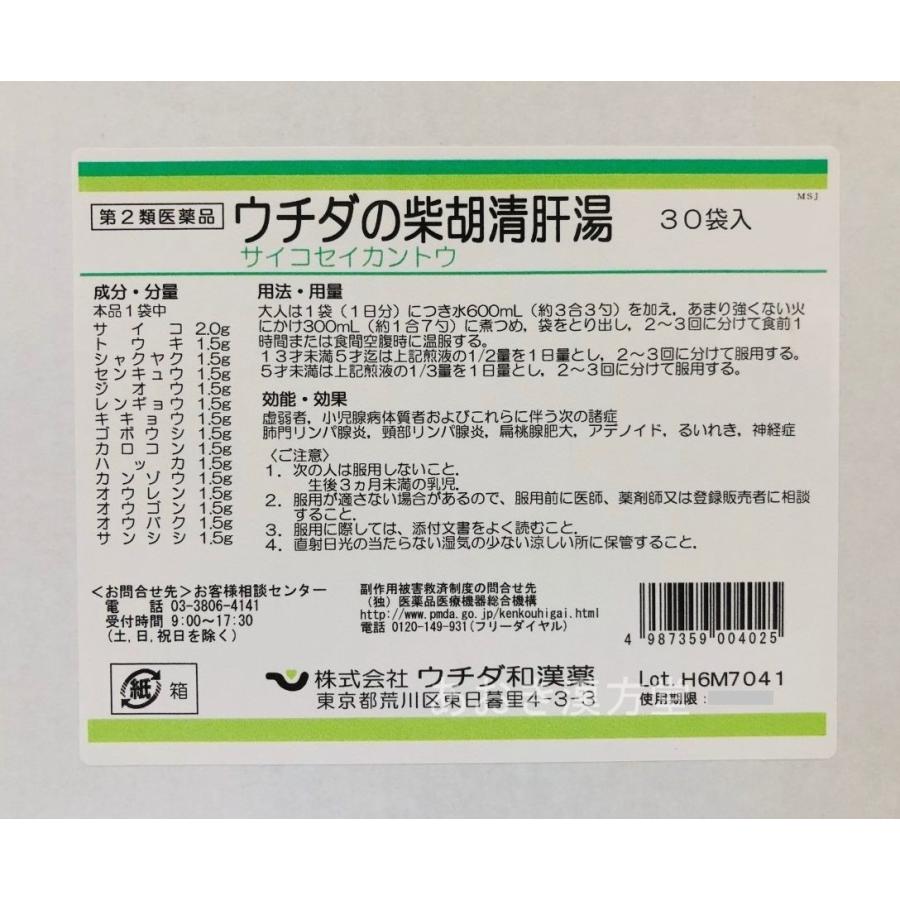 MSJ
第2類医薬品 ウチダの柴胡清肝湯 30袋入
サイコセイカントウ
成分・分量
本品1袋中
サイコ 2.0g
トウキ 1.5g
シャクヤク 1.5g
センキュウ 1.5g
ジオウ 1.5g
レンギョウ 1.5g
キキョウ 1.5g
ゴボウシ 1.5g
カロコン 1.5g
ハッカ 1.5g
カンゾウ 1.5g
オウレン 1.5g
オウゴン 1.5g
オウバク 1.5g
サンシシ 1.5g
用法・用量
大人は1袋(1日分)につき水600mL(約3合3勺)を加え,あまり強くない火
にかけ300mL(約1合7勺)に煮つめ,袋をとり出し,2～3回に分けて食前1
時間または食間空腹時に温服する。
13才未満5才迄は上記煎液の1/2量を1日量とし,2～3回に分けて服用する。
5才未満は上記煎液の1/3量を1日量とし,2～3回に分けて服用する。
効能・効果
虚弱者,小児腺病体質者およびこれらに伴う次の諸症
肺門リンパ腺炎,頸部リンパ腺炎,扁桃腺肥大,アデノイド,るいれき,神経症
〈ご注意〉
1. 次の人は服用しないこと.
生後3ヵ月未満の乳児.
2. 服用が適さない場合があるので、服用前に医師、薬剤師又は登録販売者に相談
すること.
3. 服用に際しては、添付文書をよく読むこと.
4. 直射日光の当たらない湿気の少ない涼しい所に保管すること.
<お問合せ先>お客様相談センター
電話 03-3806-4141
受付時間 9:00～17:30
(土,日,祝日を除く)
副作用被害救済制度の問合せ先
(独)医薬品医療機器総合機構
http://www.pmda.go.jp/kenkouhigai.html
電話 0120-149-931(フリーダイヤル)
4 987359 004025
紙 箱
株式会社 ウチダ和漢薬
東京都荒川区東日暮里4-3-3
あおき漢方堂
Lot.H6M7041
使用期限: